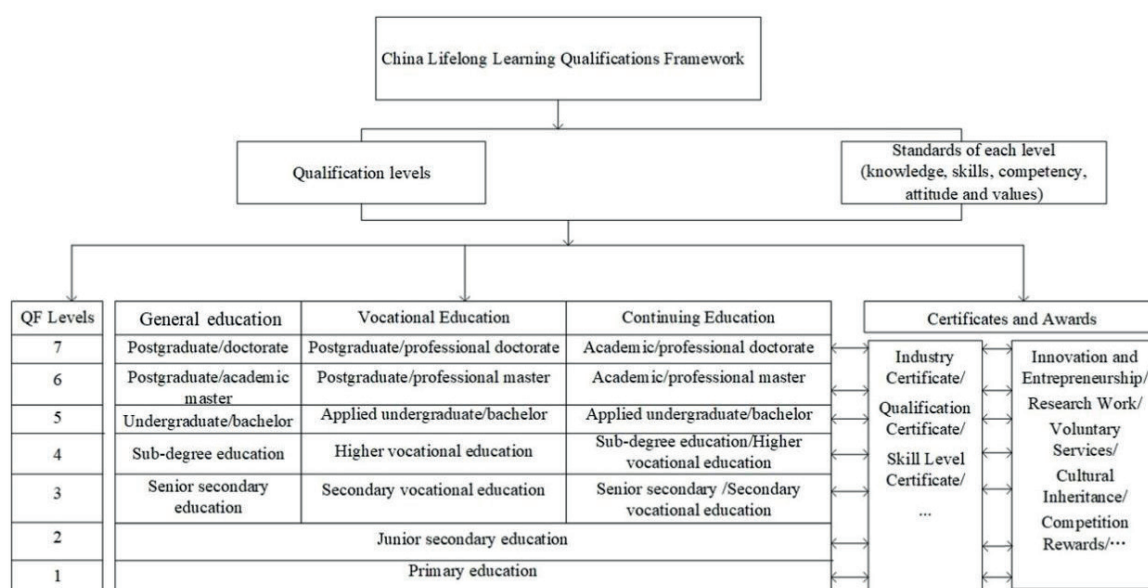 China Lifelong Learning Qualifications Framework
Qualification levels
Standards of each level
(knowledge, skills, competency,
attitude and values)
QF Levels
General education
Vocational Education
Continuing Education
Certificates and Awards
7
Postgraduate/doctorate
Postgraduate/professional doctorate
Academic/professional doctorate
6
Postgraduate/academic
master
Postgraduate/professional master
Academic/professional master
5
Undergraduate/bachelor
Applied undergraduate/bachelor
Applied undergraduate/bachelor
4
Sub-degree education
Higher vocational education
Sub-degree education/Higher
vocational education
3
Senior secondary
education
Secondary vocational education
Senior secondary /Secondary
vocational education
2
Junior secondary education
1
Primary education
Industry
Certificate/
Qualification
Certificate/
Skill Level
Certificate/
...
Innovation and
Entrepreneurship/
Research Work/
Voluntary
Services/
Cultural
Inheritance/
Competition
Rewards/⋯